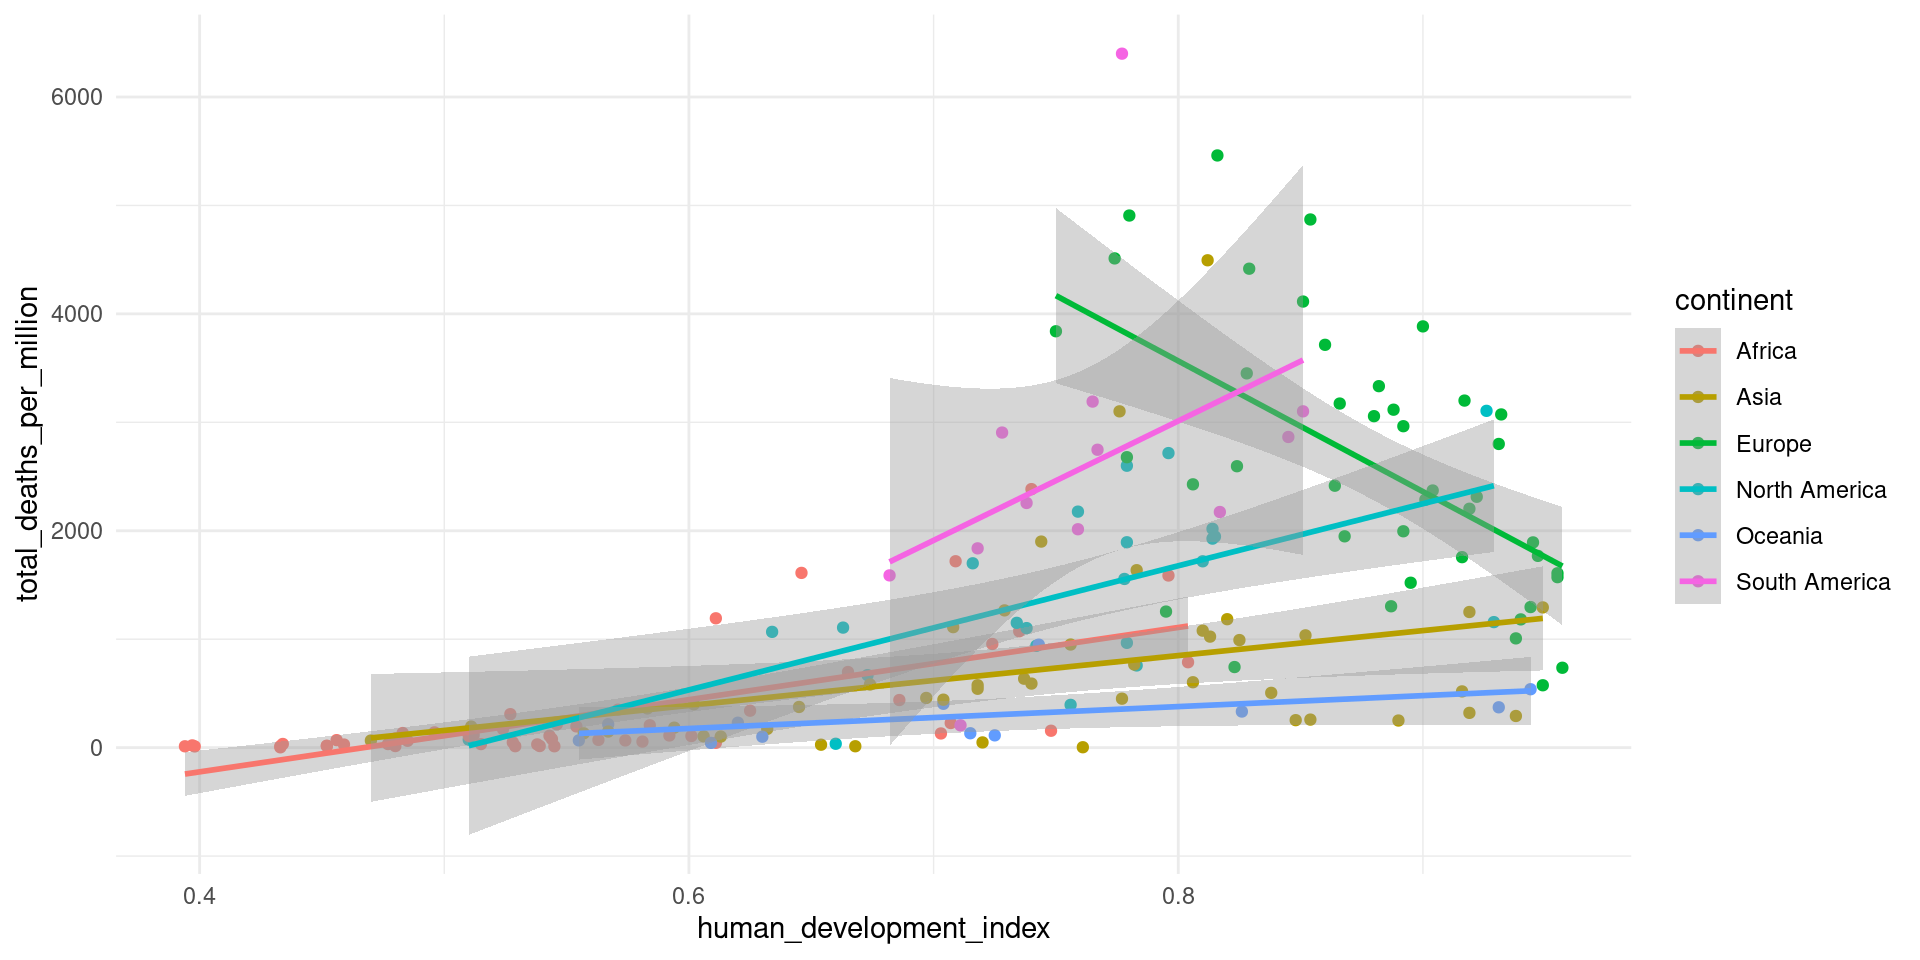 total_deaths_per_million
6000
4000
2000
0
0.4
0.6
0.8
human_development_index
continent
Africa
Asia
Europe
North America
Oceania
South America